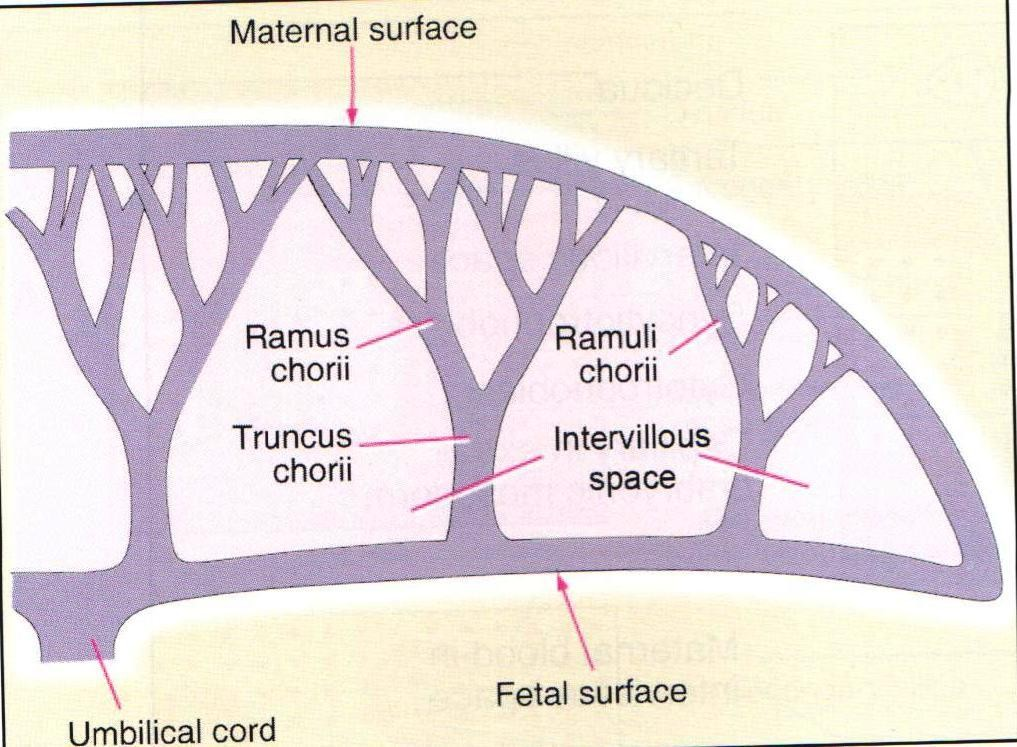 Maternal surface
Ramus
chorii
Ramuli
chorii
Truncus
chorii
Intervillous
space
Fetal surface
Umbilical cord